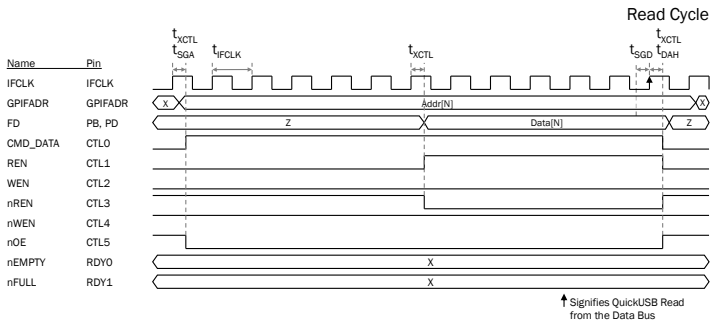 Read Cycle
tXCTL tXCTL
tSGA tIFCLK tXCTL tSGD tDAH
Name Pin
IFCLK IFCLK
GPIFADR GPIFADR X Addr[N] X
FD PB, PD Z Data[N] Z
CMD_DATA CTL0
REN CTL1
WEN CTL2
nREN CTL3
nWEN CTL4
nOE CTL5
nEMPTY RDY0 X
nFULL RDY1 X
Signifies QuickUSB Read
from the Data Bus